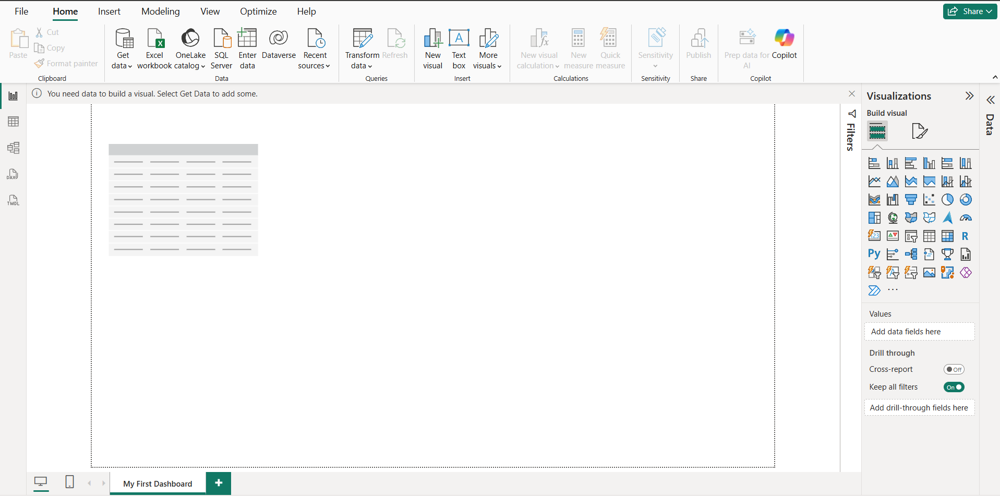 File Home Insert Modeling View Optimize Help
Share
Paste
Cut
Copy
Format painter
Clipboard
Get data
Excel workbook
OneLake catalog
SQL Server
Enter data
Dataverse
Recent sources
Data
Transform data
Refresh
Queries
New visual
A
Text box
More visuals
Insert
fx
New visual calculation
New measure
Quick measure
Calculations
Sensitivity
Sensitivity
Publish
Share
Prep data for AI
Copilot
Copilot
DAX
TMDL
You need data to build a visual. Select Get Data to add some.
Filters
Visualizations
Build visual
123
R
Py
A
...
Values
Add data fields here
Drill through
Cross-report
Off
Keep all filters
On
Add drill-through fields here
Data
My First Dashboard
+